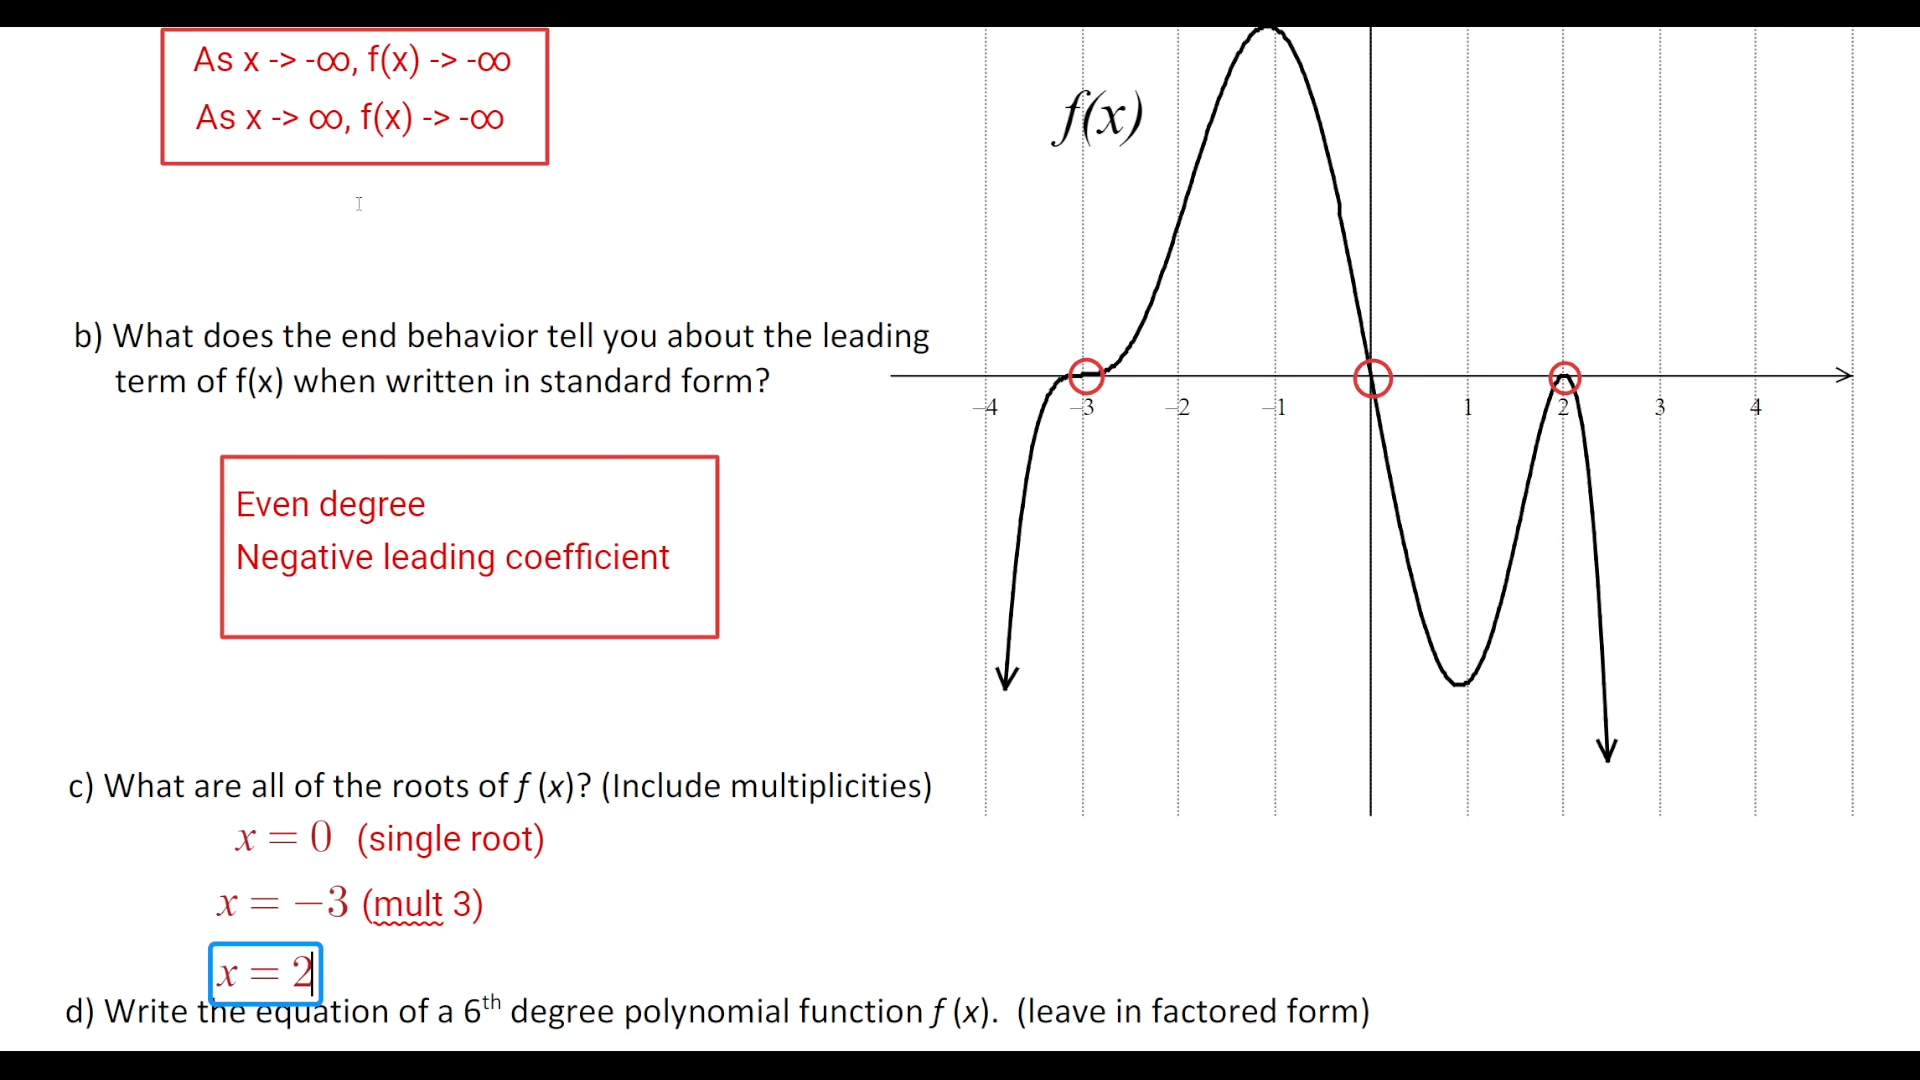 As x -> -∞, f(x) -> -∞
As x -> ∞, f(x) -> -∞
f(x)
b) What does the end behavior tell you about the leading
term of f(x) when written in standard form?
-4 -3 -2 -1 1 2 3 4
Even degree
Negative leading coefficient
c) What are all of the roots of f (x)? (Include multiplicities)
x = 0 (single root)
x = −3 (mult 3)
x = 2
d) Write the equation of a 6th degree polynomial function f (x). (leave in factored form)